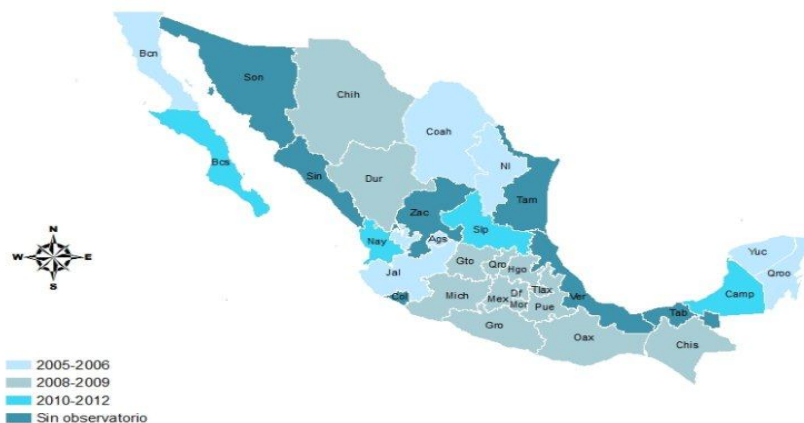 Bcn
Son
Chih
Coah
Bcs
Nl
Sin
Dur
Tam
Zac
Nay
Ags
Slp
Yuc
Qroo
Jal
Gto
Qro
Hgo
Camp
Col
Mich
Mex
Df
Mor
Tlax
Pue
Ver
Tab
Gro
Oax
Chis
N
W
E
S
2005-2006
2008-2009
2010-2012
Sin observatorio